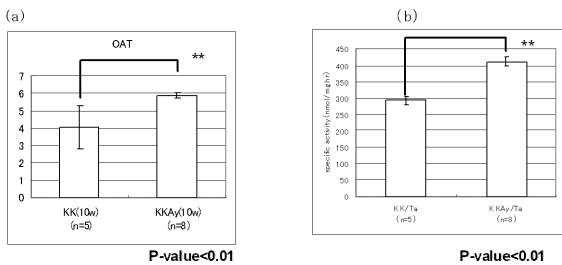 (a)
OAT
**
7
6
5
4
3
2
1
0
KK(10w)
(n=5)
KKAy(10w)
(n=8)
P-value<0.01
(b)
**
specific activity(nmol/mghr)
450
400
350
300
250
200
150
100
50
0
KK/Ta
(n=5)
KKAy/Ta
(n=8)
P-value<0.01